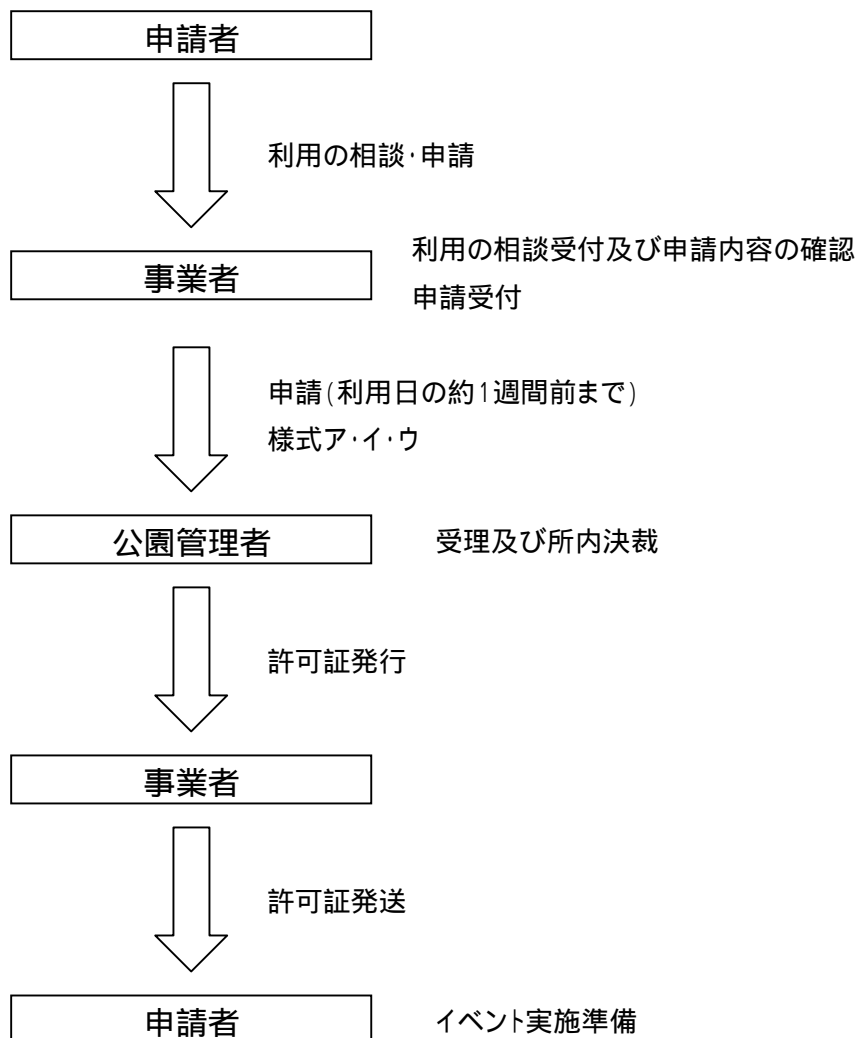 申請者
利用の相談・申請
事業者
利用の相談受付及び申請内容の確認
申請受付
申請(利用日の約1週間前まで)
様式ア・イ・ウ
公園管理者
受理及び所内決裁
許可証発行
事業者
許可証発送
申請者
イベント実施準備